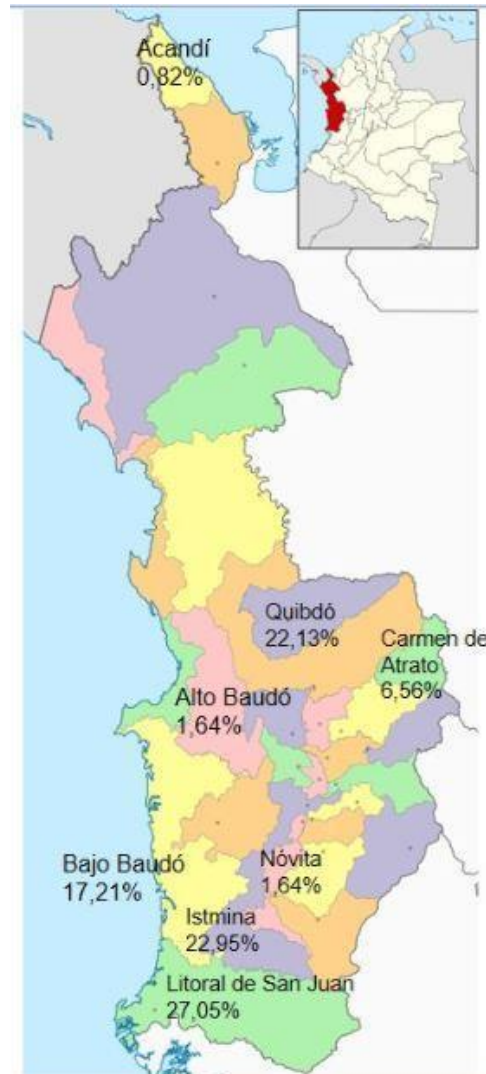 Acandí
0,82%
Quibdó
22,13%
Carmen de
Atrato
6,56%
Alto Baudó
1,64%
Bajo Baudó
17,21%
Nóvita
1,64%
Istmina
22,95%
Litoral de San Juan
27,05%